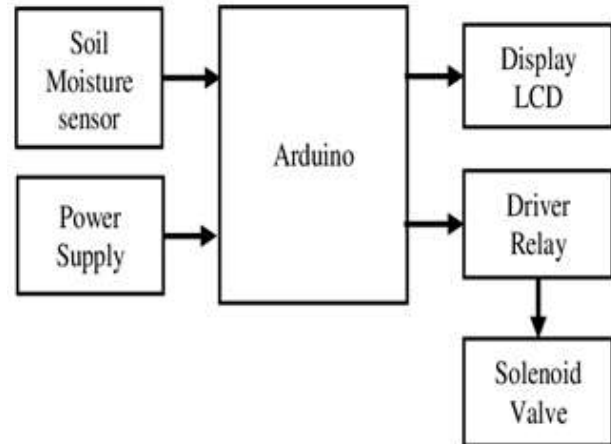 Soil
Moisture
sensor
Power
Supply
Arduino
Display
LCD
Driver
Relay
Solenoid
Valve